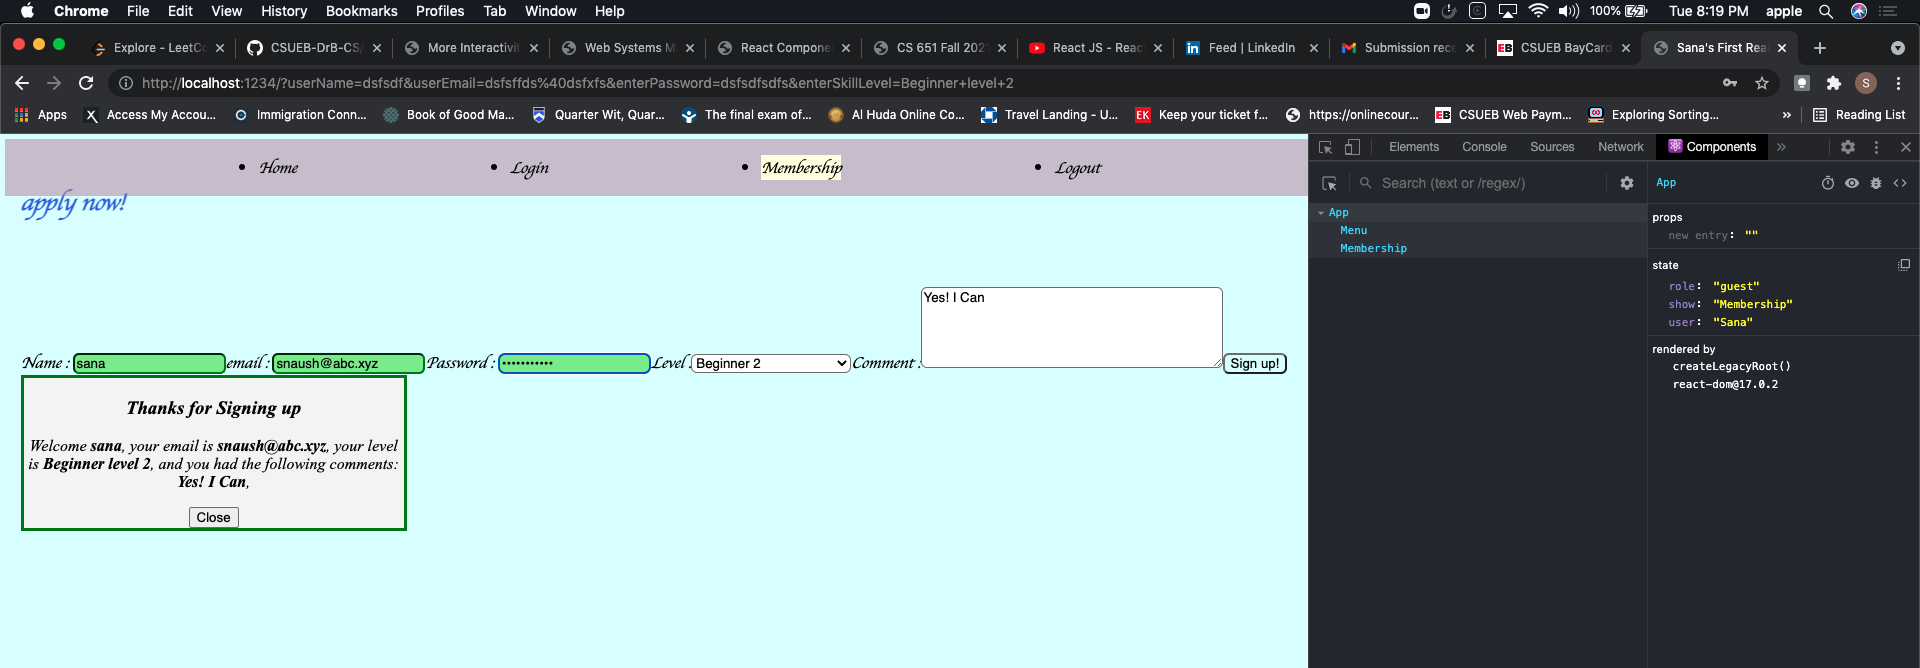 Chrome File Edit View History Bookmarks Profiles Tab Window Help 100% Tue 8:19 PM apple
Explore - LeetCo CSUEB-DrB-CS/ More Interactivi Web Systems M React Compone CS 651 Fall 202 React JS - Reac Feed | LinkedIn Submission rece CSUEB BayCard Sana's First Rea
http://localhost:1234/?userName=dsfsdf&userEmail=dsfsffds%40dsfxfs&enterPassword=dsfsdfsdfs&enterSkillLevel=Beginner+level+2 S
Apps Access My Accou... Immigration Conn... Book of Good Ma... Quarter Wit, Quar... The final exam of... Al Huda Online Co... Travel Landing - U... EK Keep your ticket f... https://onlinecour... EB CSUEB Web Paym... Exploring Sorting... » Reading List
Home Login Membership Logout
apply now!
Yes! I Can
Name : sana email : snaush@abc.xyz Password : ••••••••••• Level : Beginner 2 Comment : Sign up!
Thanks for Signing up
Welcome sana, your email is snaush@abc.xyz, your level
is Beginner level 2, and you had the following comments:
Yes! I Can,
Close
Elements Console Sources Network Components »
Search (text or /regex/)
App
Menu
Membership
App
props
new entry: ""
state
role: "guest"
show: "Membership"
user: "Sana"
rendered by
createLegacyRoot()
react-dom@17.0.2